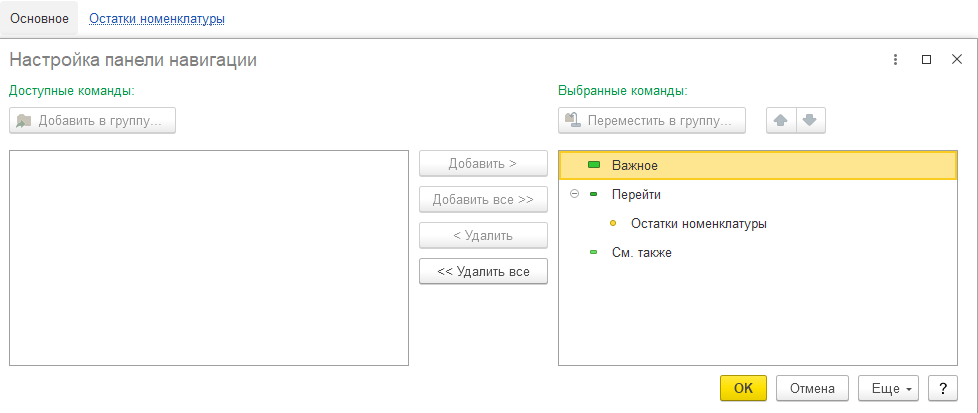 Основное Остатки номенклатуры
Настройка панели навигации
Доступные команды: Выбранные команды:
Добавить в группу... Переместить в группу...
Добавить > Важное
Перейти
Добавить все >> Остатки номенклатуры
< Удалить См. также
<< Удалить все
OK Отмена Еще ?